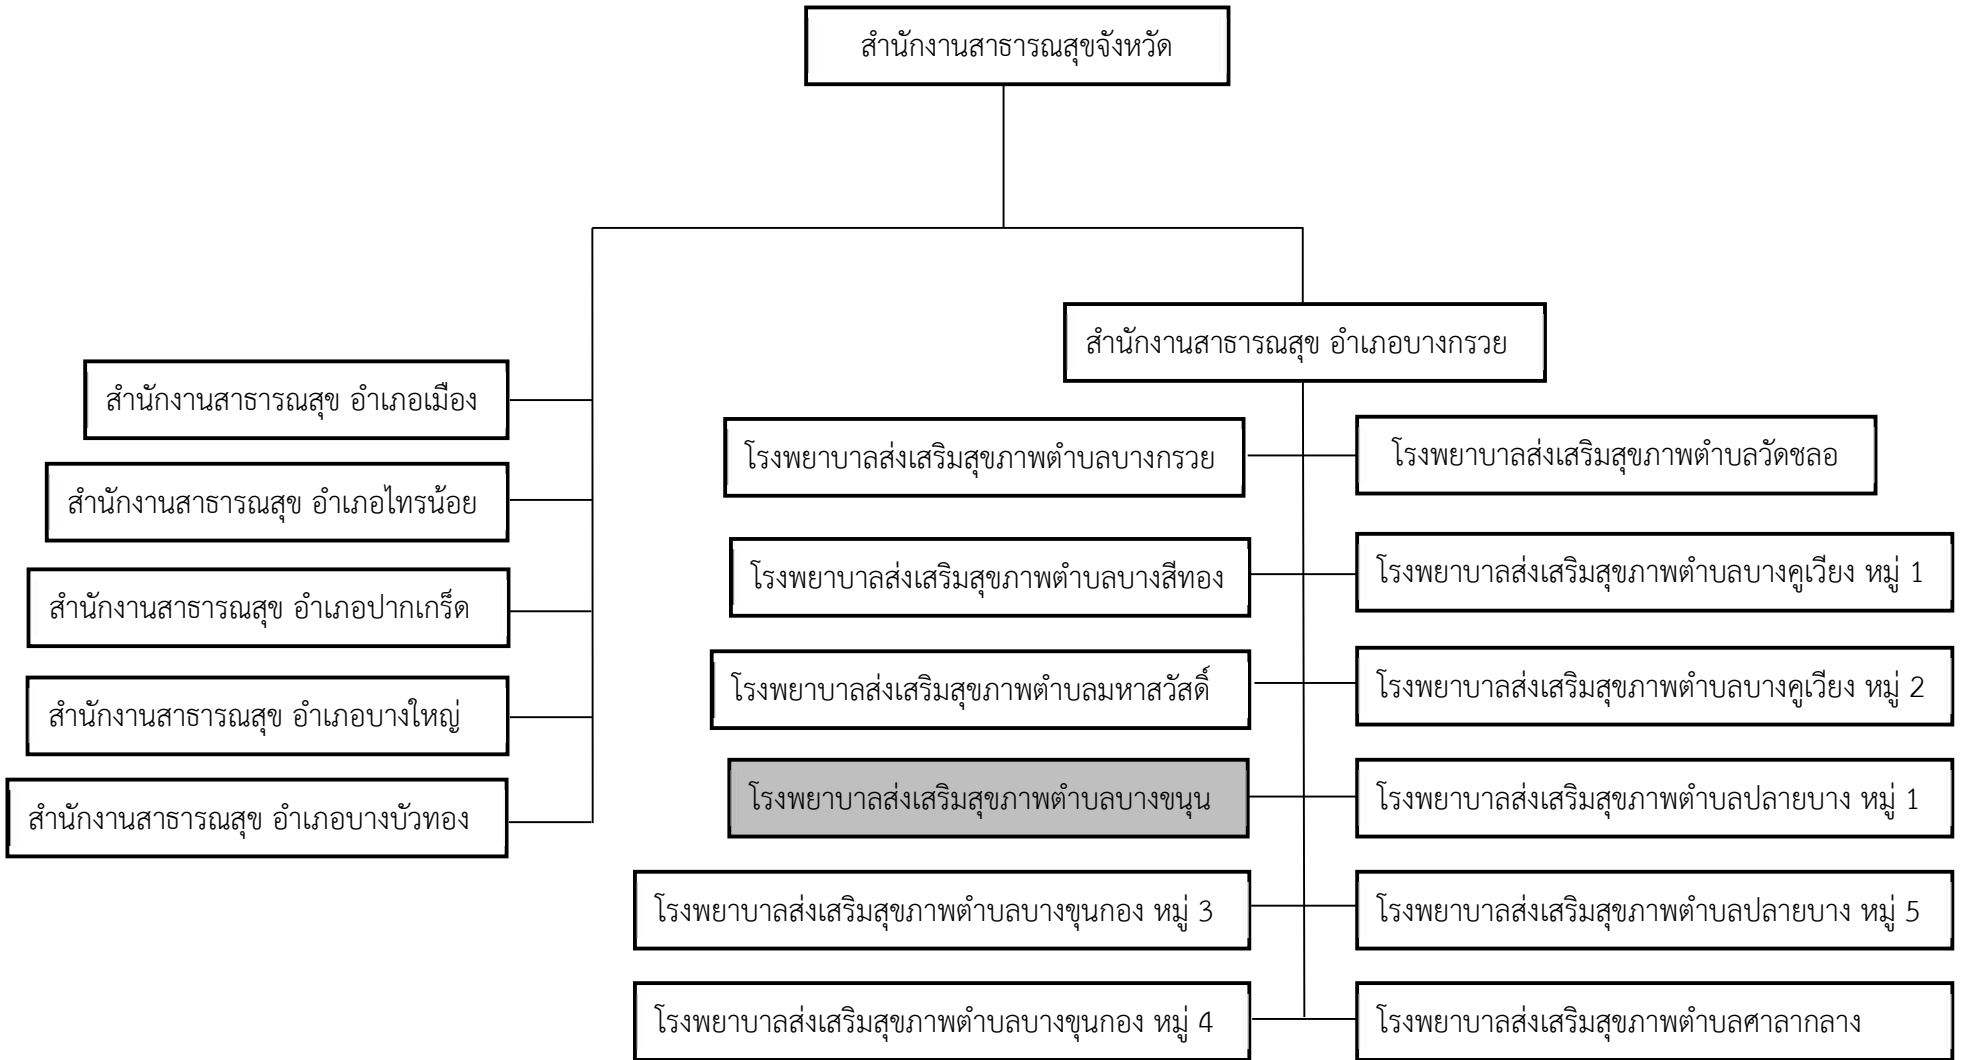 สำนักงานสาธารณสุขจังหวัด
สำนักงานสาธารณสุข อำเภอเมือง
สำนักงานสาธารณสุข อำเภอไทรน้อย
สำนักงานสาธารณสุข อำเภอปากเกร็ด
สำนักงานสาธารณสุข อำเภอบางใหญ่
สำนักงานสาธารณสุข อำเภอบางบัวทอง
สำนักงานสาธารณสุข อำเภอบางกรวย
โรงพยาบาลส่งเสริมสุขภาพตำบลบางกรวย
โรงพยาบาลส่งเสริมสุขภาพตำบลวัดชลอ
โรงพยาบาลส่งเสริมสุขภาพตำบลบางสีทอง
โรงพยาบาลส่งเสริมสุขภาพตำบลบางคูเวียง หมู่ 1
โรงพยาบาลส่งเสริมสุขภาพตำบลมหาสวัสดิ์
โรงพยาบาลส่งเสริมสุขภาพตำบลบางคูเวียง หมู่ 2
โรงพยาบาลส่งเสริมสุขภาพตำบลบางขนุน
โรงพยาบาลส่งเสริมสุขภาพตำบลปลายบาง หมู่ 1
โรงพยาบาลส่งเสริมสุขภาพตำบลบางขุนกอง หมู่ 3
โรงพยาบาลส่งเสริมสุขภาพตำบลปลายบาง หมู่ 5
โรงพยาบาลส่งเสริมสุขภาพตำบลบางขุนกอง หมู่ 4
โรงพยาบาลส่งเสริมสุขภาพตำบลศาลากลาง